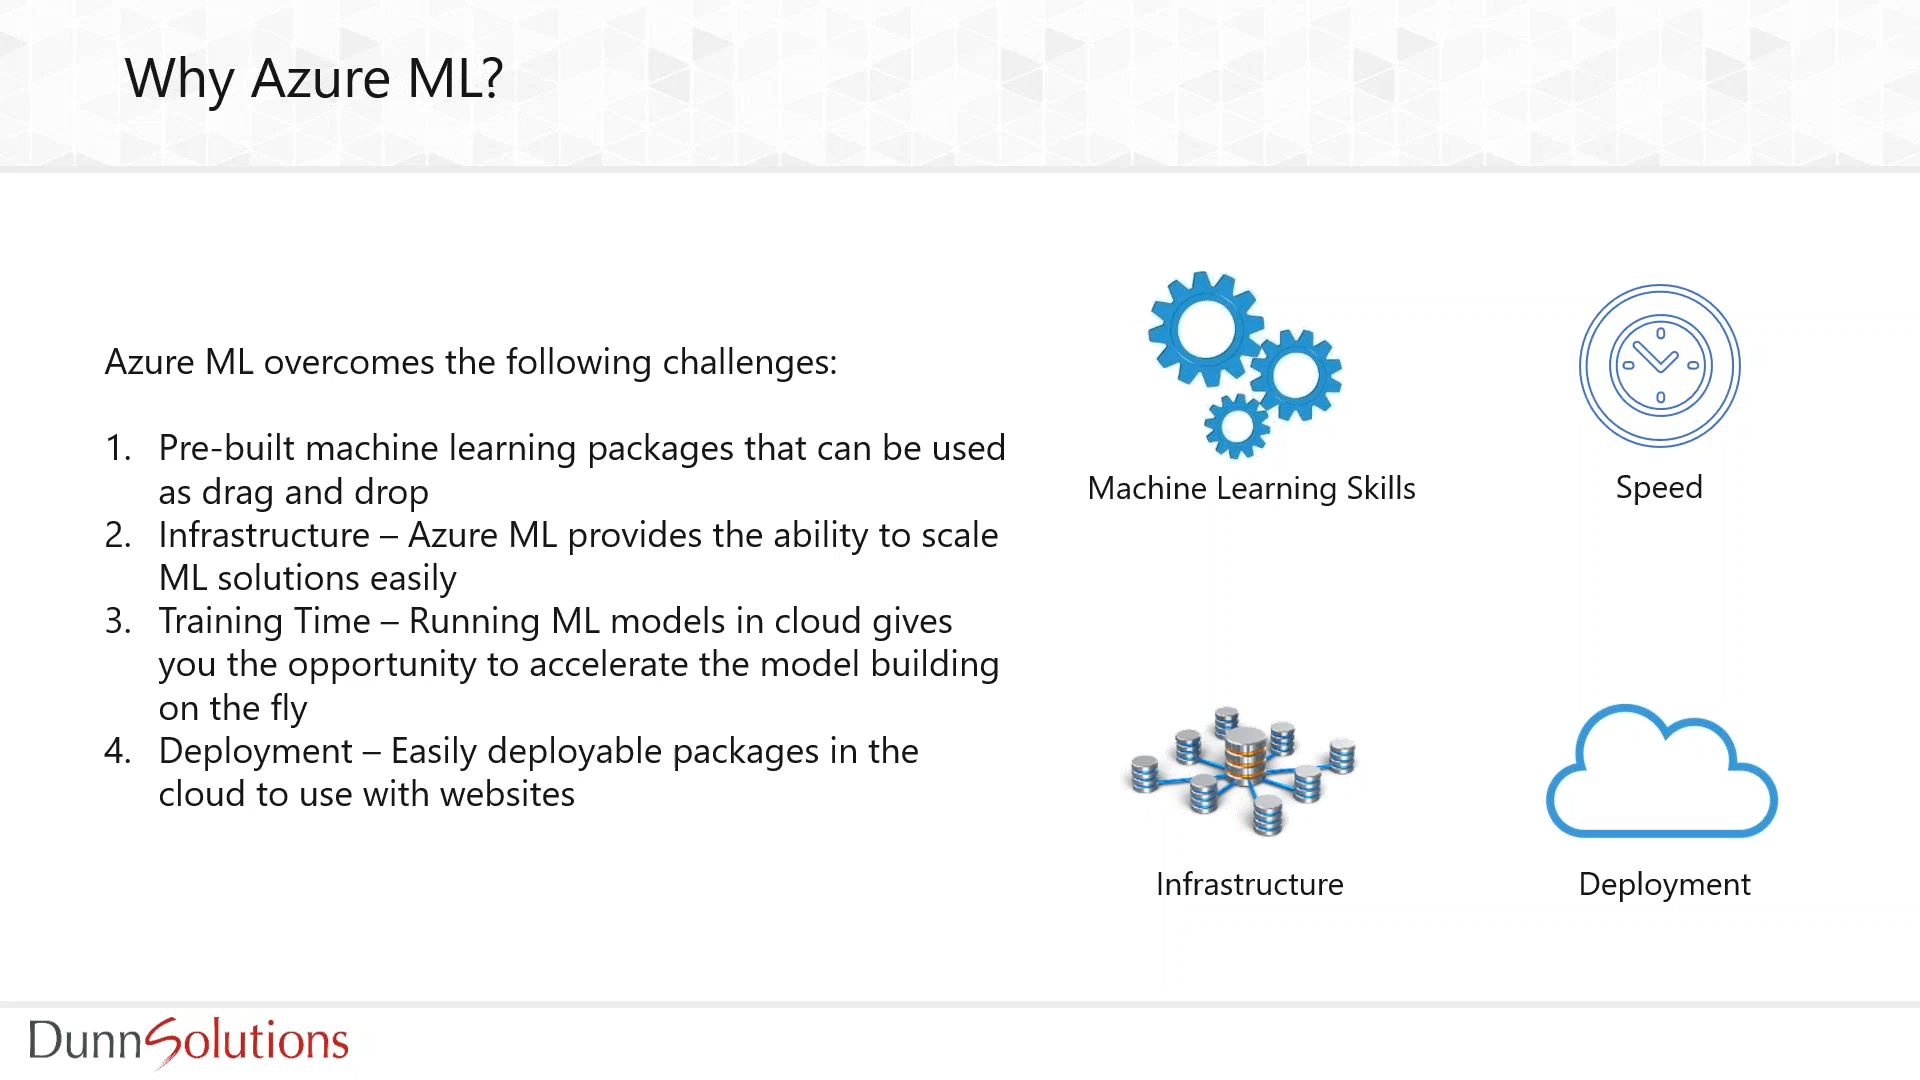 Why Azure ML?
Azure ML overcomes the following challenges:
1. Pre-built machine learning packages that can be used
as drag and drop
2. Infrastructure – Azure ML provides the ability to scale
ML solutions easily
3. Training Time – Running ML models in cloud gives
you the opportunity to accelerate the model building
on the fly
4. Deployment – Easily deployable packages in the
cloud to use with websites
Machine Learning Skills
Speed
Infrastructure
Deployment
DunnSolutions